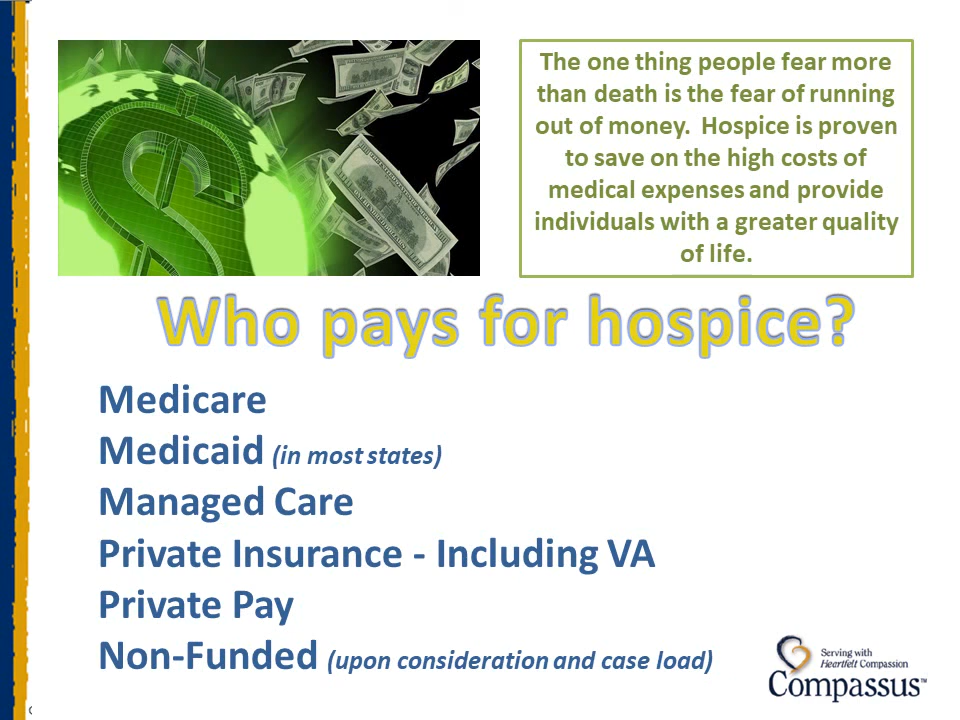 The one thing people fear more
than death is the fear of running
out of money.  Hospice is proven
to save on the high costs of
medical expenses and provide
individuals with a greater quality
of life.
Who pays for hospice?
Medicare
Medicaid (in most states)
Managed Care
Private Insurance - Including VA
Private Pay
Non-Funded (upon consideration and case load)
Serving with
Heartfelt Compassion
Compassus™